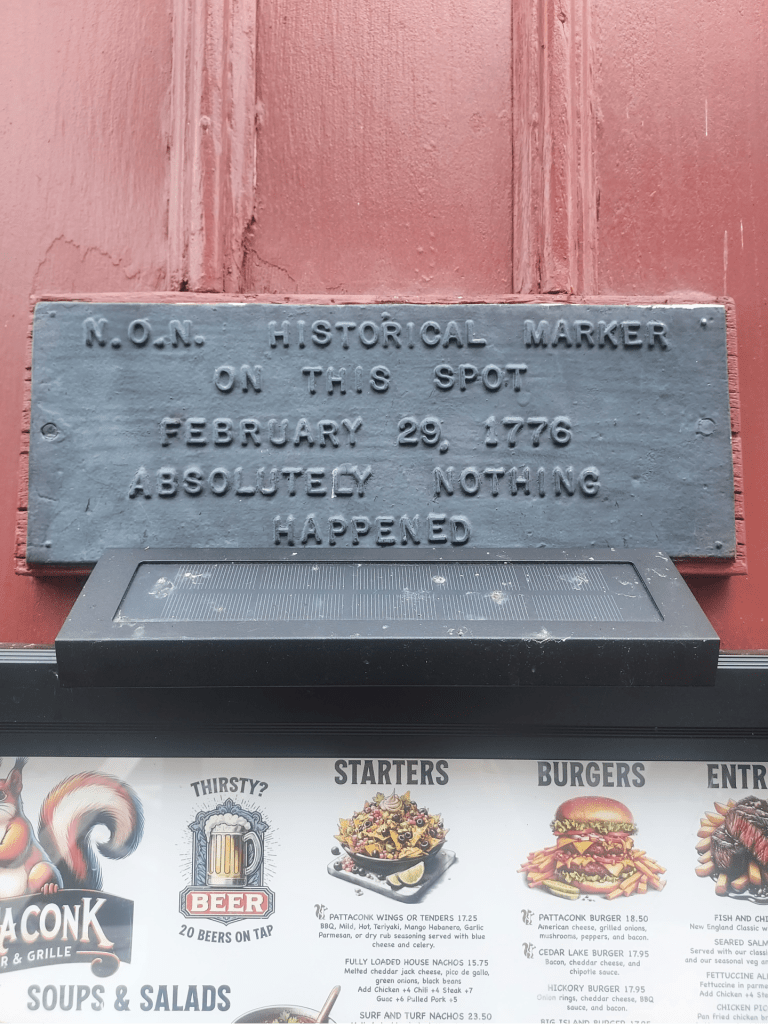 N.O.N. HISTORICAL MARKER
ON THIS SPOT
FEBRUARY 29, 1776
ABSOLUTELY NOTHING
HAPPENED
ACONK
R & GRILLE
SOUPS & SALADS
THIRSTY?
BEER
20 BEERS ON TAP
STARTERS
PATTACONK WINGS OR TENDERS 17.25
BBQ, Mild, Hot, Teriyaki, Mango Habanero, Garlic
Parmesan, or dry rub seasoning served with blue
cheese and celery.
FULLY LOADED HOUSE NACHOS 15.75
Melted cheddar jack cheese, pico de gallo,
green onions, black beans
Add Chicken +4 Chili +4 Steak +7
Guac +6 Pulled Pork +5
SURF AND TURF NACHOS 23.50
BURGERS
PATTACONK BURGER 18.50
American cheese, grilled onions,
mushrooms, peppers, and bacon.
CEDAR LAKE BURGER 17.95
Bacon, cheddar cheese, and
chipotle sauce.
HICKORY BURGER 17.95
Onion rings, cheddar cheese, BBQ
sauce, and bacon.
BIG ISLAND BURGER 17.95
ENTR
FISH AND CHI
New England Classic w
SEARED SALM
Served with our classi
and our seasonal veg an
FETTUCCINE AL
Fettuccine in parme
Add Chicken +4 Ste
CHICKEN PIC
Pan fried chicken br